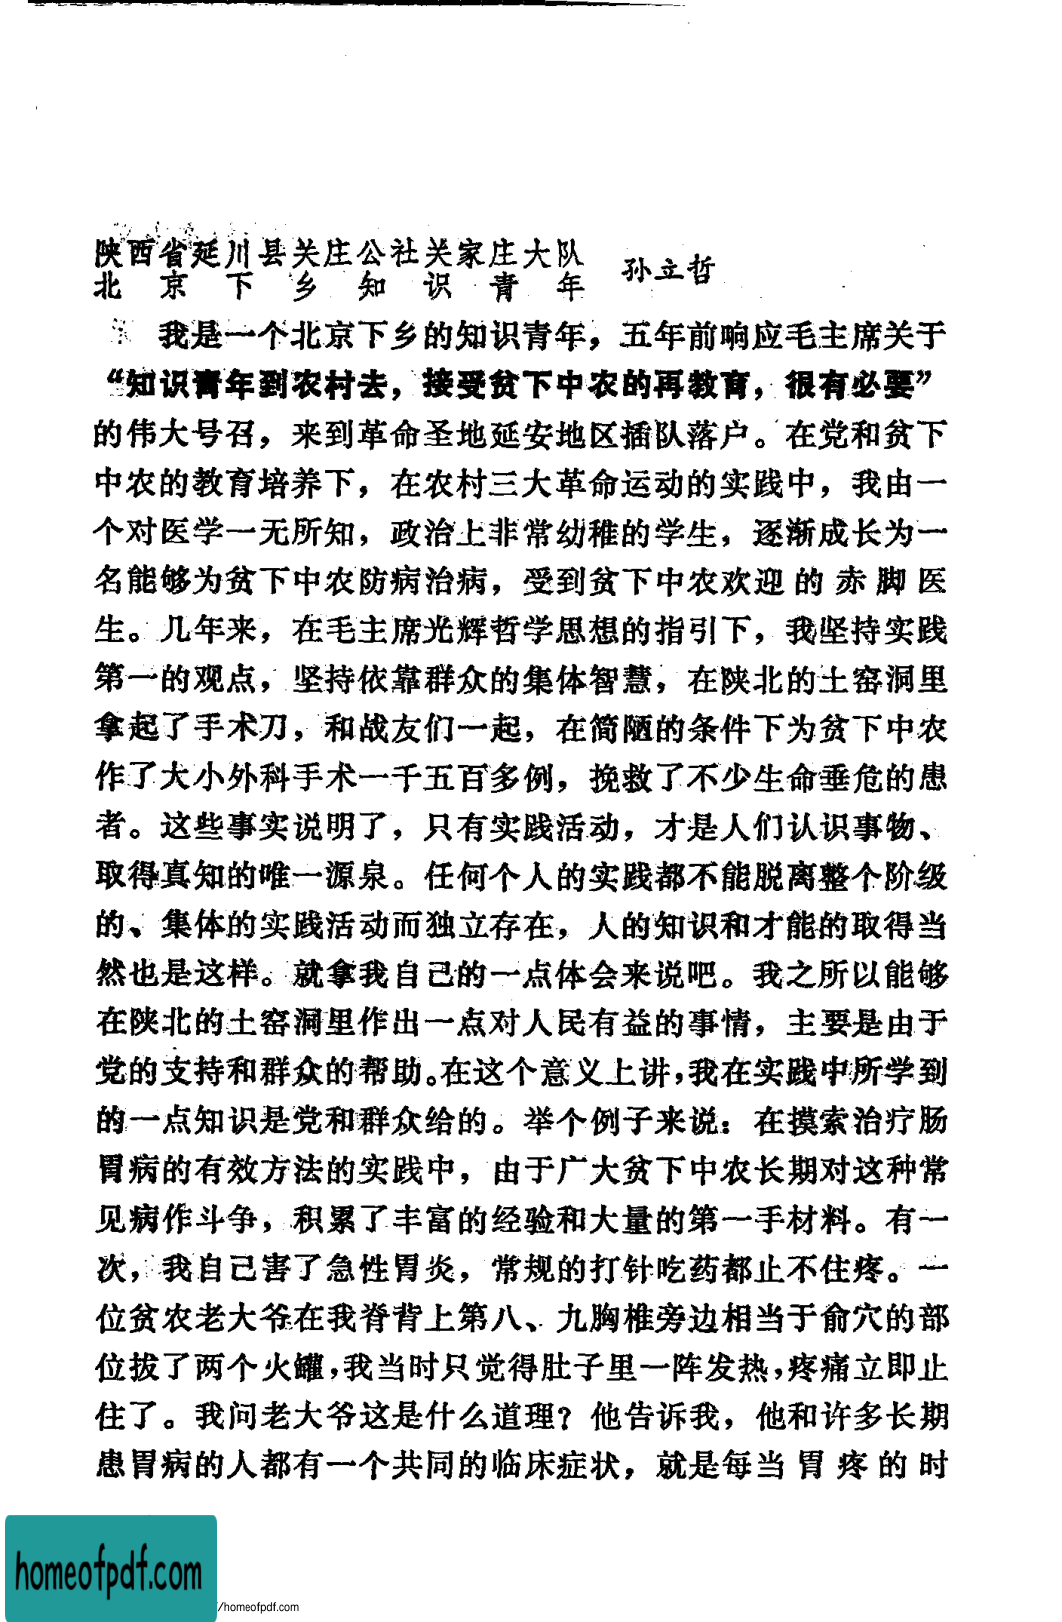 陕西省延川县关庄公社关家庄大队
北京下乡知识青年 孙立哲
我是一个北京下乡的知识青年，五年前响应毛主席关于
“知识青年到农村去，接受贫下中农的再教育，很有必要”
的伟大号召，来到革命圣地延安地区插队落户。在党和贫下
中农的教育培养下，在农村三大革命运动的实践中，我由一
个对医学一无所知，政治上非常幼稚的学生，逐渐成长为一
名能够为贫下中农防病治病，受到贫下中农欢迎的赤脚医
生。几年来，在毛主席光辉哲学思想的指引下，我坚持实践
第一的观点，坚持依靠群众的集体智慧，在陕北的土窑洞里
拿起了手术刀，和战友们一起，在简陋的条件下为贫下中农
作了大小外科手术一千五百多例，挽救了不少生命垂危的患
者。这些事实说明了，只有实践活动，才是人们认识事物、
取得真知的唯一源泉。任何个人的实践都不能脱离整个阶级
的、集体的实践活动而独立存在，人的知识和才能的取得当
然也是这样。就拿我自己的一点体会来说吧。我之所以能够
在陕北的土窑洞里作出一点对人民有益的事情，主要是由于
党的支持和群众的帮助。在这个意义上讲，我在实践中所学到
的一点知识是党和群众给的。举个例子来说：在摸索治疗肠
胃病的有效方法的实践中，由于广大贫下中农长期对这种常
见病作斗争，积累了丰富的经验和大量的第一手材料。有一
次，我自己害了急性胃炎，常规的打针吃药都止不住疼。一
位贫农老大爷在我脊背上第八、九胸椎旁边相当于俞穴的部
位拔了两个火罐，我当时只觉得肚子里一阵发热，疼痛立即止
住了。我问老大爷这是什么道理？他告诉我，他和许多长期
患胃病的人都有一个共同的临床症状，就是每当胃疼的时
homeofpdf.com
/homeofpdf.com